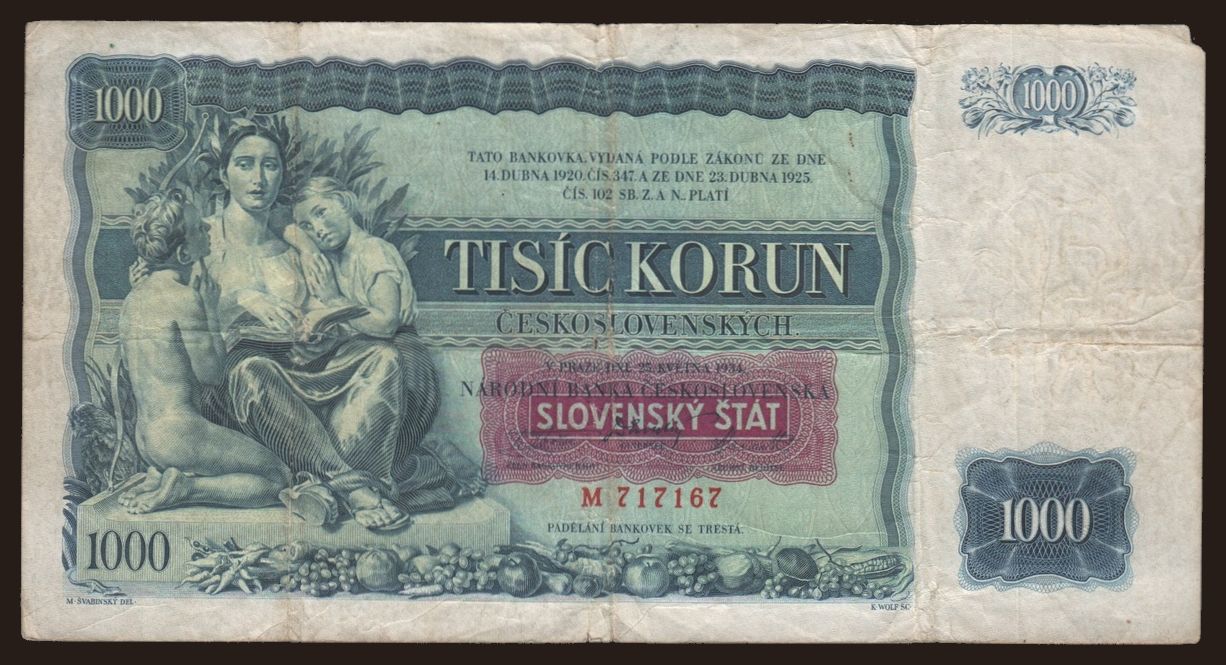 1000
1000
TATO BANKOVKA, VYDANÁ PODLE ZÁKONŮ ZE DNE
14. DUBNA 1920. ČÍS. 347. A ZE DNE 23. DUBNA 1925.
ČÍS. 102 SB. Z. A N., PLATÍ
TISÍC KORUN
ČESKOSLOVENSKÝCH.
V PRAZE DNE 25. KVĚTNA 1934.
NÁRODNÍ BANKA ČESKOSLOVENSKÁ
SLOVENSKÝ ŠTÁT
M 717167
PADĚLÁNÍ BANKOVEK SE TRESTÁ.
1000
1000
M. ŠVABINSKÝ DEL.
K. WOLF SC.